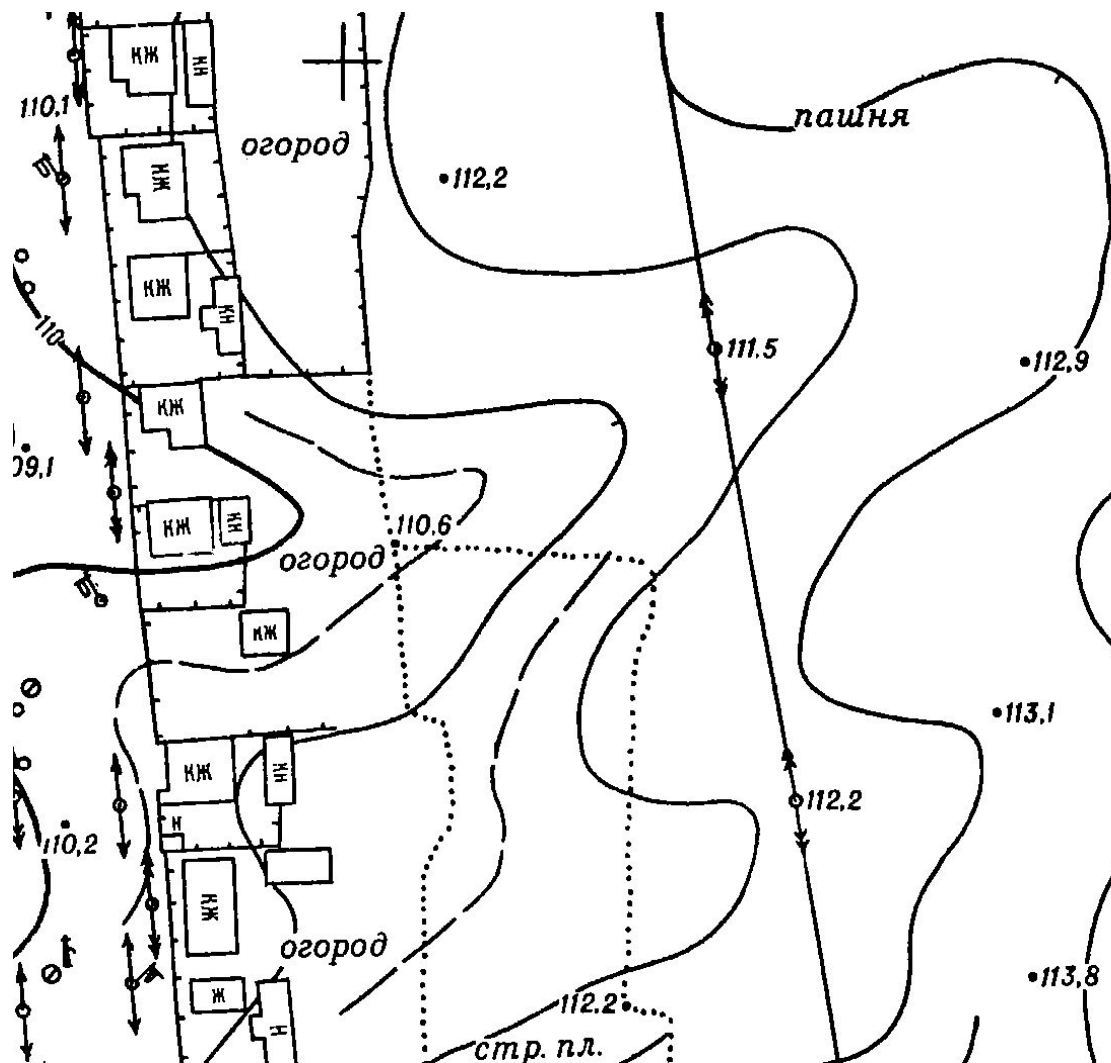 КЖ
КН
110,1
огород
пашня
КЖ
112,2
КЖ
КН
110
111.5
112,9
КЖ
09,1
КЖ
КН
110,6
огород
КЖ
113,1
КЖ
КН
112,2
Н
110,2
КЖ
огород
Ж
Н
112.2
113,8
стр. пл.